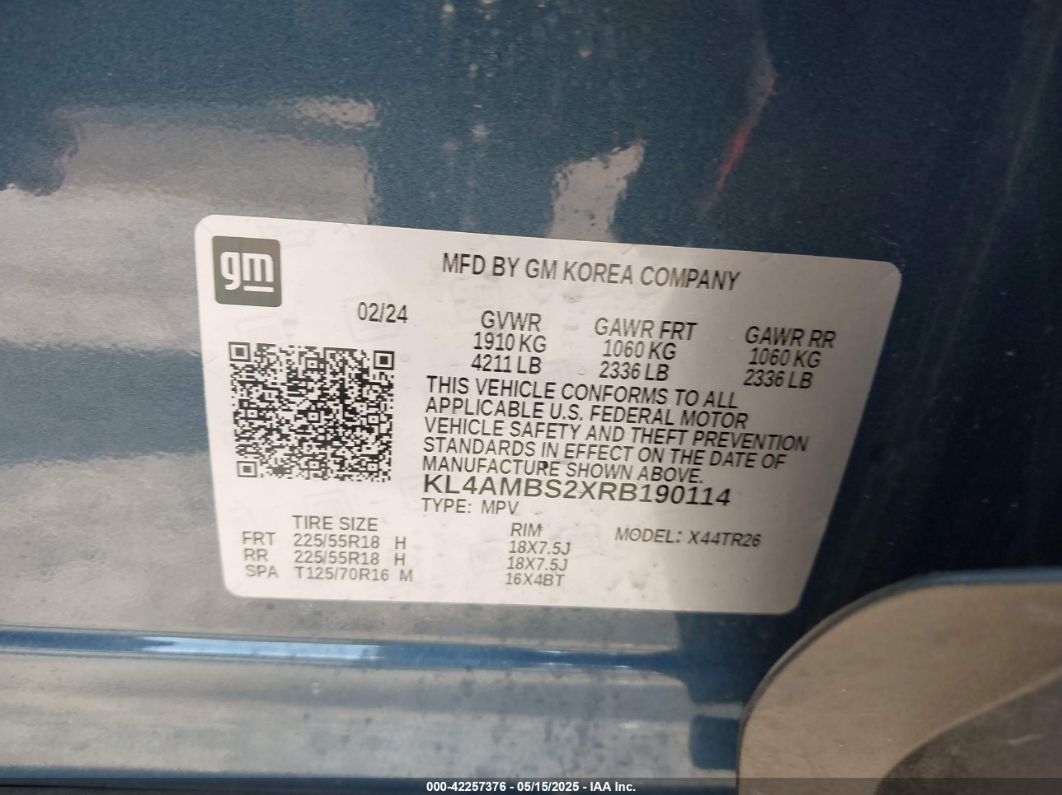 gm
MFD BY GM KOREA COMPANY
02/24
GVWR GAWR FRT GAWR RR
1910 KG 1060 KG 1060 KG
4211 LB 2336 LB 2336 LB
THIS VEHICLE CONFORMS TO ALL
APPLICABLE U.S. FEDERAL MOTOR
VEHICLE SAFETY AND THEFT PREVENTION
STANDARDS IN EFFECT ON THE DATE OF
MANUFACTURE SHOWN ABOVE.
KL4AMBS2XRB190114
TYPE: MPV
TIRE SIZE RIM MODEL: X44TR26
FRT 225/55R18 H 18X7.5J
RR 225/55R18 H 18X7.5J
SPA T125/70R16 M 16X4BT
000-42257376 - 05/15/2025 - IAA Inc.